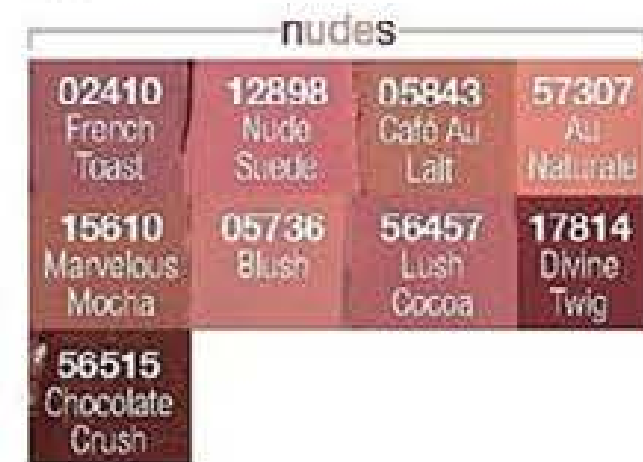 nudes
02410
French
Toast
12898
Nude
Suede
05843
Café Au
Lait
57307
Au
Naturale
15610
Marvelous
Mocha
05736
Blush
56457
Lush
Cocoa
17814
Divine
Twig
56515
Chocolate
Crush